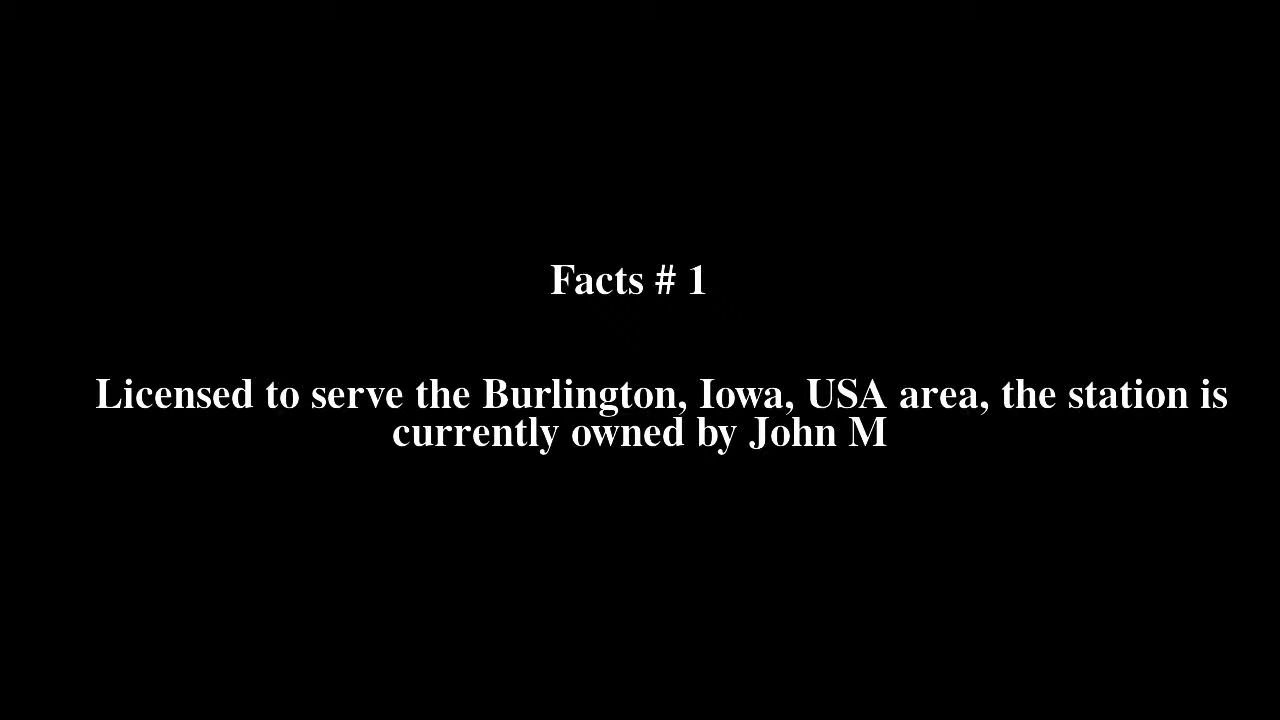 Facts # 1
Licensed to serve the Burlington, Iowa, USA area, the station is
currently owned by John M